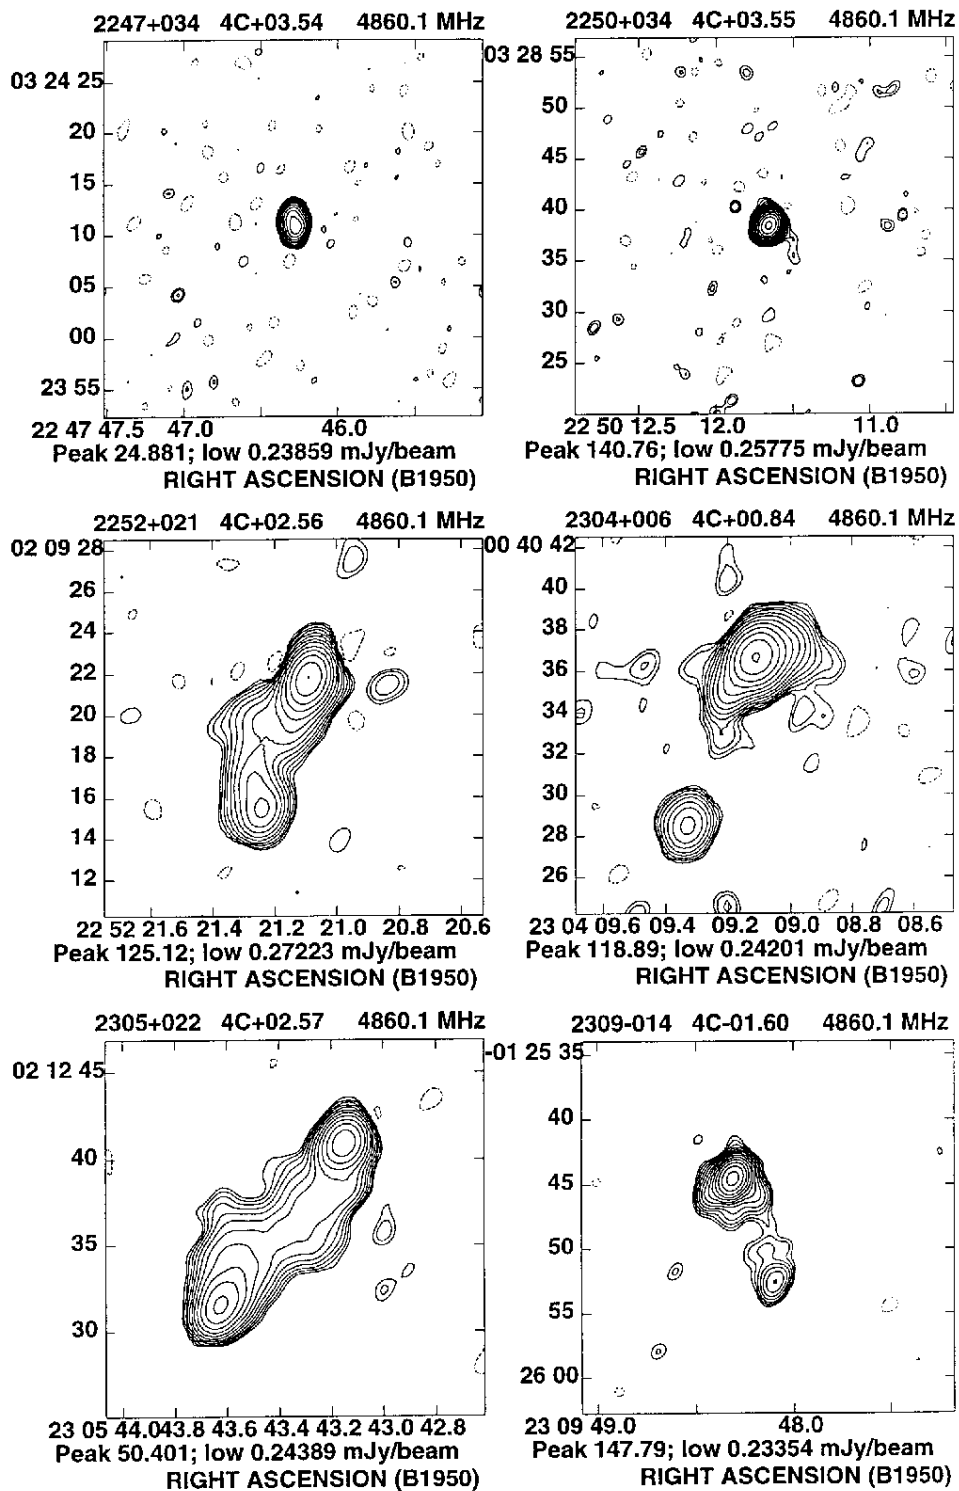 2247+034 4C+03.54 4860.1 MHz
03 24 25
20
15
10
05
00
23 55
22 47 47.5 47.0 46.0
Peak 24.881; low 0.23859 mJy/beam
RIGHT ASCENSION (B1950)
2250+034 4C+03.55 4860.1 MHz
03 28 55
50
45
40
35
30
25
22 50 12.5 12.0 11.0
Peak 140.76; low 0.25775 mJy/beam
RIGHT ASCENSION (B1950)
2252+021 4C+02.56 4860.1 MHz
02 09 28
26
24
22
20
18
16
14
12
22 52 21.6 21.4 21.2 21.0 20.8 20.6
Peak 125.12; low 0.27223 mJy/beam
RIGHT ASCENSION (B1950)
2304+006 4C+00.84 4860.1 MHz
00 40 42
40
38
36
34
32
30
28
26
23 04 09.6 09.4 09.2 09.0 08.8 08.6
Peak 118.89; low 0.24201 mJy/beam
RIGHT ASCENSION (B1950)
2305+022 4C+02.57 4860.1 MHz
02 12 45
40
35
30
23 05 44.0 43.8 43.6 43.4 43.2 43.0 42.8
Peak 50.401; low 0.24389 mJy/beam
RIGHT ASCENSION (B1950)
2309-014 4C-01.60 4860.1 MHz
-01 25 35
40
45
50
55
26 00
23 09 49.0 48.0
Peak 147.79; low 0.23354 mJy/beam
RIGHT ASCENSION (B1950)